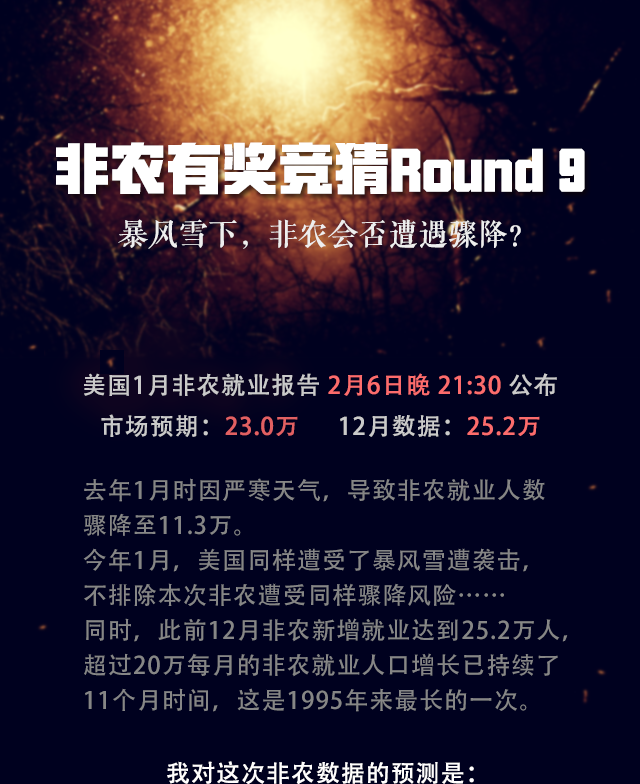 非农有奖竞猜Round 9
暴风雪下，非农会否遭遇骤降？
美国1月非农就业报告 2月6日晚 21:30 公布
市场预期：23.0万 12月数据：25.2万
去年1月时因严寒天气，导致非农就业人数
骤降至11.3万。
今年1月，美国同样遭受了暴风雪遭袭击，
不排除本次非农遭受同样骤降风险……
同时，此前12月非农新增就业达到25.2万人，
超过20万每月的非农就业人口增长已持续了
11个月时间，这是1995年来最长的一次。
我对这次非农数据的预测是：